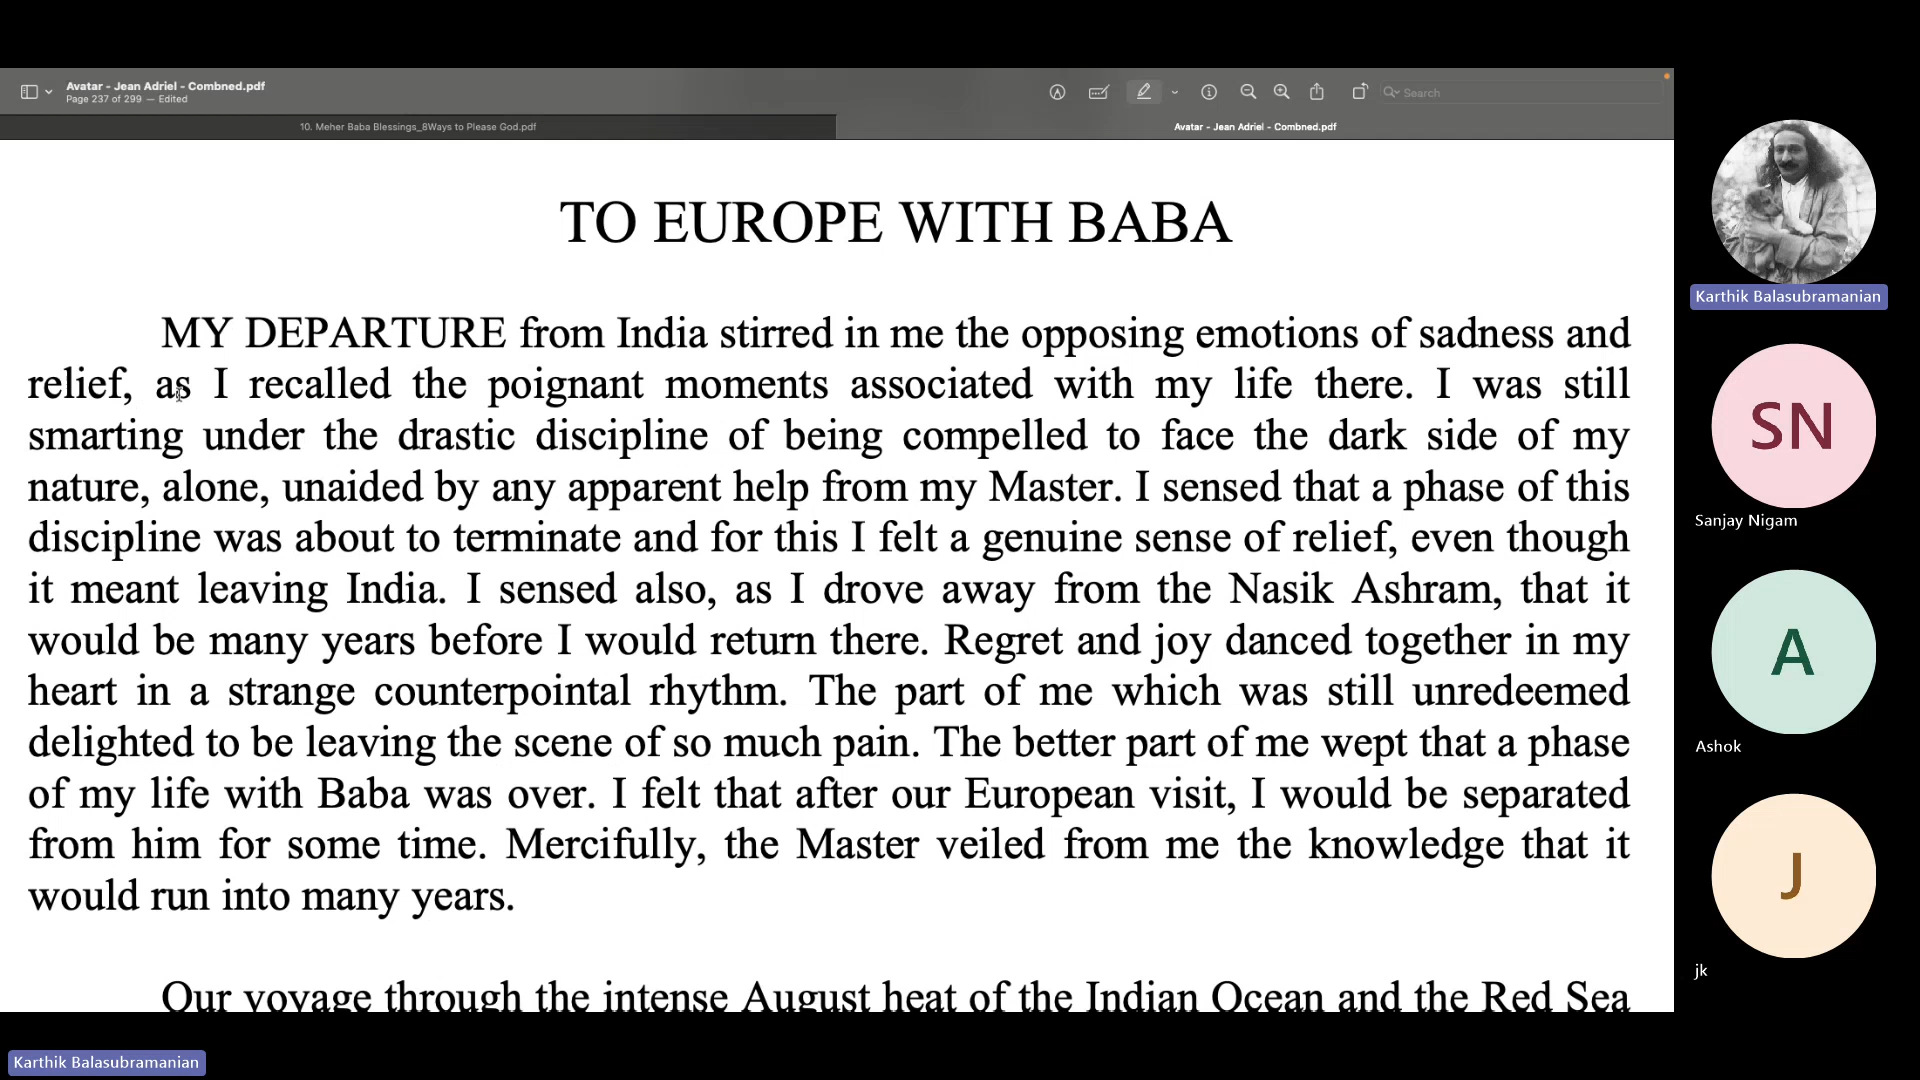 Avatar - Jean Adriel - Combned.pdf
Page 237 of 299 — Edited
Search
10. Meher Baba Blessings_8Ways to Please God.pdf
Avatar - Jean Adriel - Combned.pdf
TO EUROPE WITH BABA
MY DEPARTURE from India stirred in me the opposing emotions of sadness and
relief, as I recalled the poignant moments associated with my life there. I was still
smarting under the drastic discipline of being compelled to face the dark side of my
nature, alone, unaided by any apparent help from my Master. I sensed that a phase of this
discipline was about to terminate and for this I felt a genuine sense of relief, even though
it meant leaving India. I sensed also, as I drove away from the Nasik Ashram, that it
would be many years before I would return there. Regret and joy danced together in my
heart in a strange counterpointal rhythm. The part of me which was still unredeemed
delighted to be leaving the scene of so much pain. The better part of me wept that a phase
of my life with Baba was over. I felt that after our European visit, I would be separated
from him for some time. Mercifully, the Master veiled from me the knowledge that it
would run into many years.
Our voyage through the intense August heat of the Indian Ocean and the Red Sea
Karthik Balasubramanian
SN
Sanjay Nigam
A
Ashok
J
jk
Karthik Balasubramanian